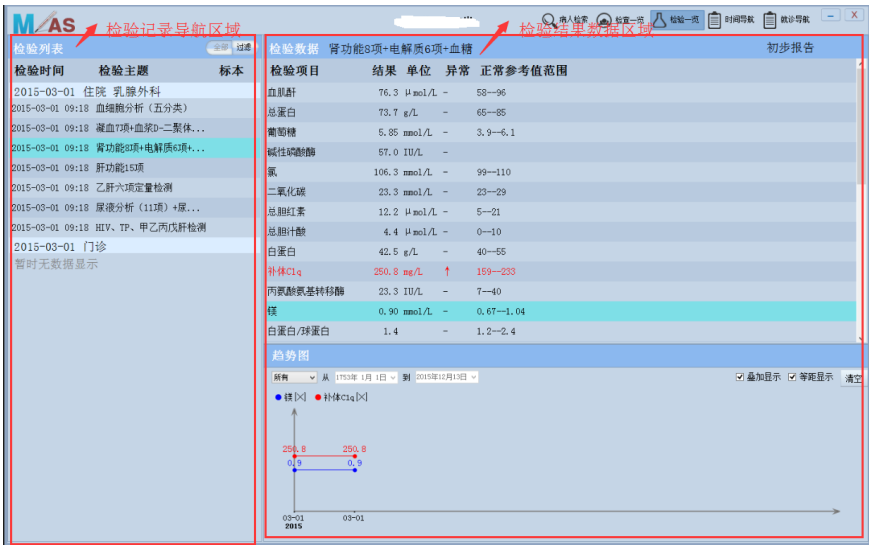 M/AS
检验记录导航区域
检验结果数据区域
病人检索 检查一览 检验一览 时间导航 就诊导航
检验列表 全部 过滤
检验时间 检验主题 标本
2015-03-01 住院 乳腺外科
2015-03-01 09:18 血细胞分析（五分类）
2015-03-01 09:18 凝血7项+血浆D-二聚体...
2015-03-01 09:18 肾功能8项+电解质6项+...
2015-03-01 09:18 肝功能15项
2015-03-01 09:18 乙肝六项定量检测
2015-03-01 09:18 尿液分析（11项）+尿...
2015-03-01 09:18 HIV、TP、甲乙丙戊肝检测
2015-03-01 门诊
暂时无数据显示
检验数据 肾功能8项+电解质6项+血糖 初步报告
检验项目 结果 单位 异常 正常参考值范围
血肌酐 76.3 μmol/L - 58--96
总蛋白 73.7 g/L - 65--85
葡萄糖 5.85 mmol/L - 3.9--6.1
碱性磷酸酶 57.0 IU/L -
氯 106.3 mmol/L - 99--110
二氧化碳 23.3 mmol/L - 23--29
总胆红素 12.2 μmol/L - 5--21
总胆汁酸 4.4 μmol/L - 0--10
白蛋白 42.5 g/L - 40--55
补体C1q 250.8 mg/L ↑ 159--233
丙氨酸氨基转移酶 23.3 IU/L - 7--40
镁 0.90 mmol/L - 0.67--1.04
白蛋白/球蛋白 1.4 - 1.2--2.4
趋势图
所有 从 1753年 1月 1日 到 2015年12月13日 叠加显示 等距显示 清空
镁[X] 补体C1q[X]
250.8 250.8
0.9 0.9
03-01 03-01
2015